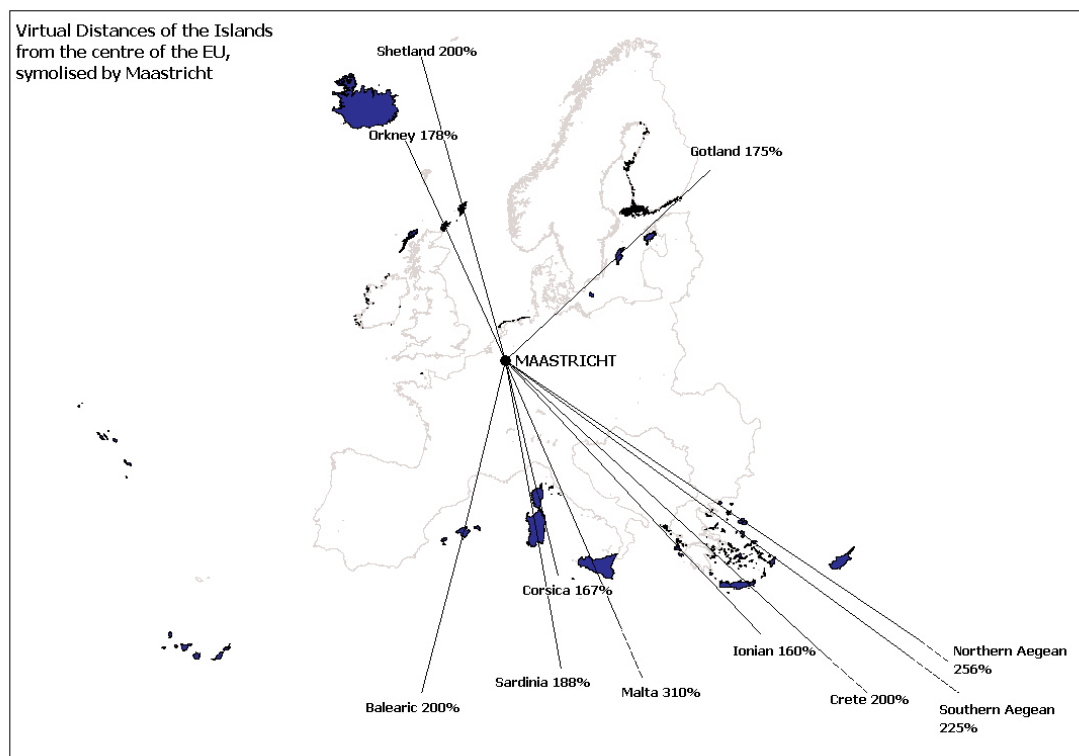 Virtual Distances of the Islands
from the centre of the EU,
symolised by Maastricht
Shetland 200%
Orkney 178%
Gotland 175%
MAASTRICHT
Corsica 167%
Ionian 160%
Northern Aegean
256%
Sardinia 188%
Malta 310%
Crete 200%
Balearic 200%
Southern Aegean
225%